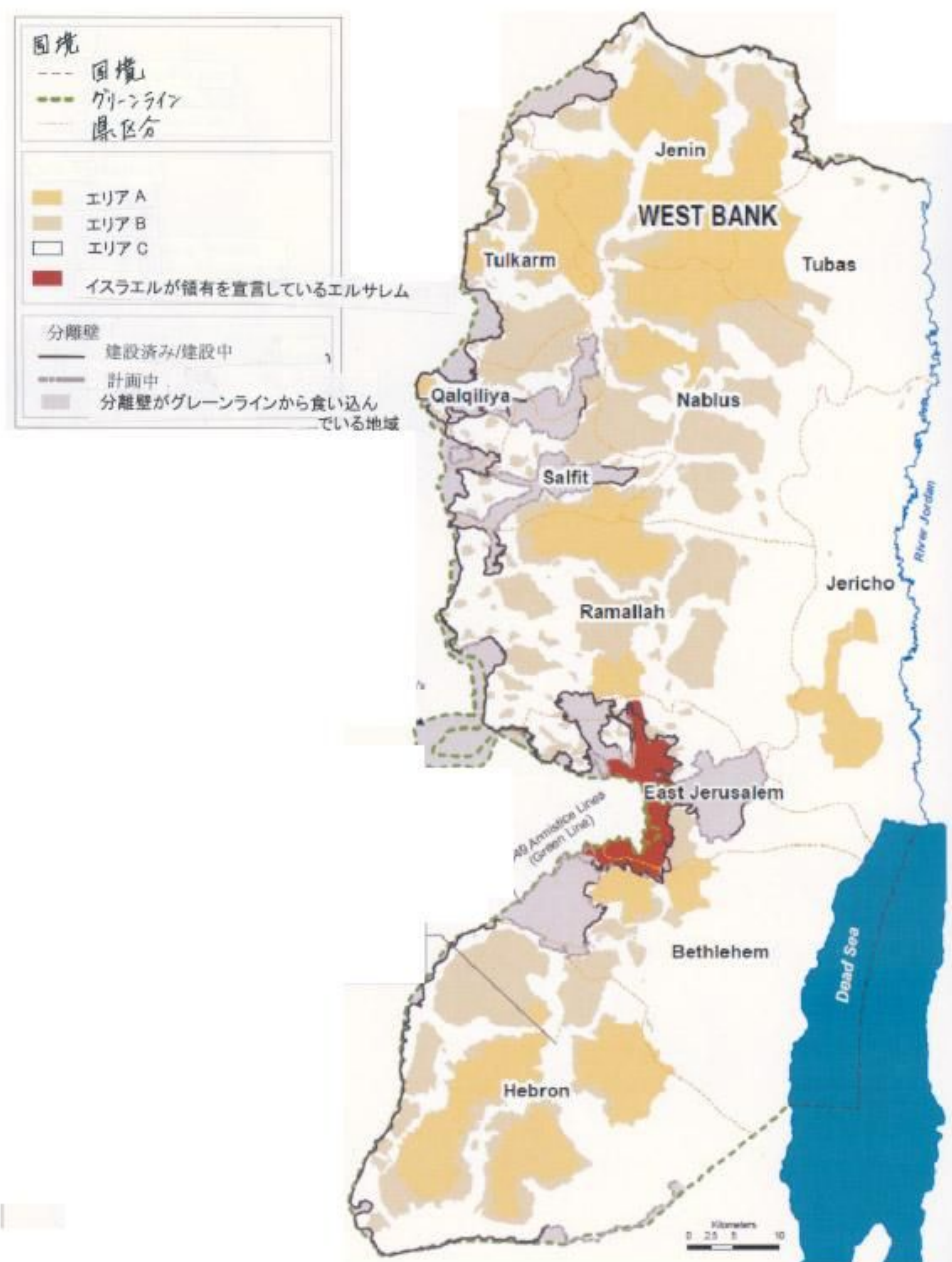 国境
国境
グリーンライン
県区分
エリア A
エリア B
エリア C
イスラエルが領有を宣言しているエルサレム
分離壁
建設済み/建設中
計画中
分離壁がグレーンラインから食い込ん
でいる地域
Jenin
WEST BANK
Tubas
Tulkarm
Qalqiliya
Nablus
Salfit
River Jordan
Jericho
Ramallah
East Jerusalem
Armistice Lines
(Green Line)
Bethlehem
Dead Sea
Hebron
Kilometers
0 2.5 5 10